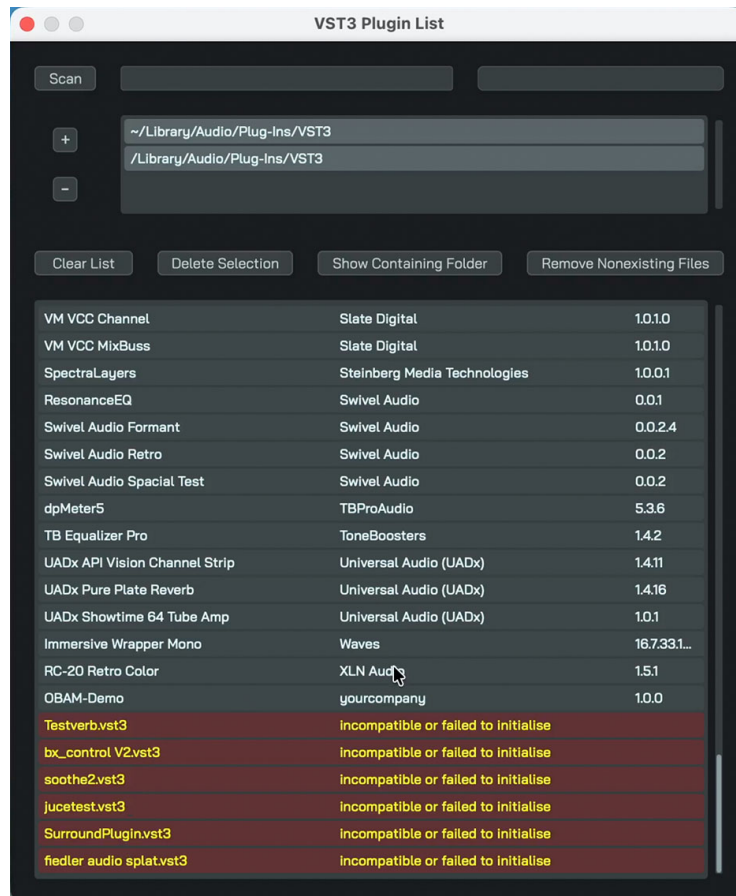 VST3 Plugin List
Scan
+
~/Library/Audio/Plug-Ins/VST3
/Library/Audio/Plug-Ins/VST3
-
Clear List Delete Selection Show Containing Folder Remove Nonexisting Files
VM VCC Channel Slate Digital 1.0.1.0
VM VCC MixBuss Slate Digital 1.0.1.0
SpectraLayers Steinberg Media Technologies 1.0.0.1
ResonanceEQ Swivel Audio 0.0.1
Swivel Audio Formant Swivel Audio 0.0.2.4
Swivel Audio Retro Swivel Audio 0.0.2
Swivel Audio Spacial Test Swivel Audio 0.0.2
dpMeter5 TBProAudio 5.3.6
TB Equalizer Pro ToneBoosters 1.4.2
UADx API Vision Channel Strip Universal Audio (UADx) 1.4.11
UADx Pure Plate Reverb Universal Audio (UADx) 1.4.16
UADx Showtime 64 Tube Amp Universal Audio (UADx) 1.0.1
Immersive Wrapper Mono Waves 16.7.33.1...
RC-20 Retro Color XLN Audio 1.5.1
OBAM-Demo yourcompany 1.0.0
Testverb.vst3 incompatible or failed to initialise
bx_control V2.vst3 incompatible or failed to initialise
soothe2.vst3 incompatible or failed to initialise
jucetest.vst3 incompatible or failed to initialise
SurroundPlugin.vst3 incompatible or failed to initialise
fiedler audio splat.vst3 incompatible or failed to initialise